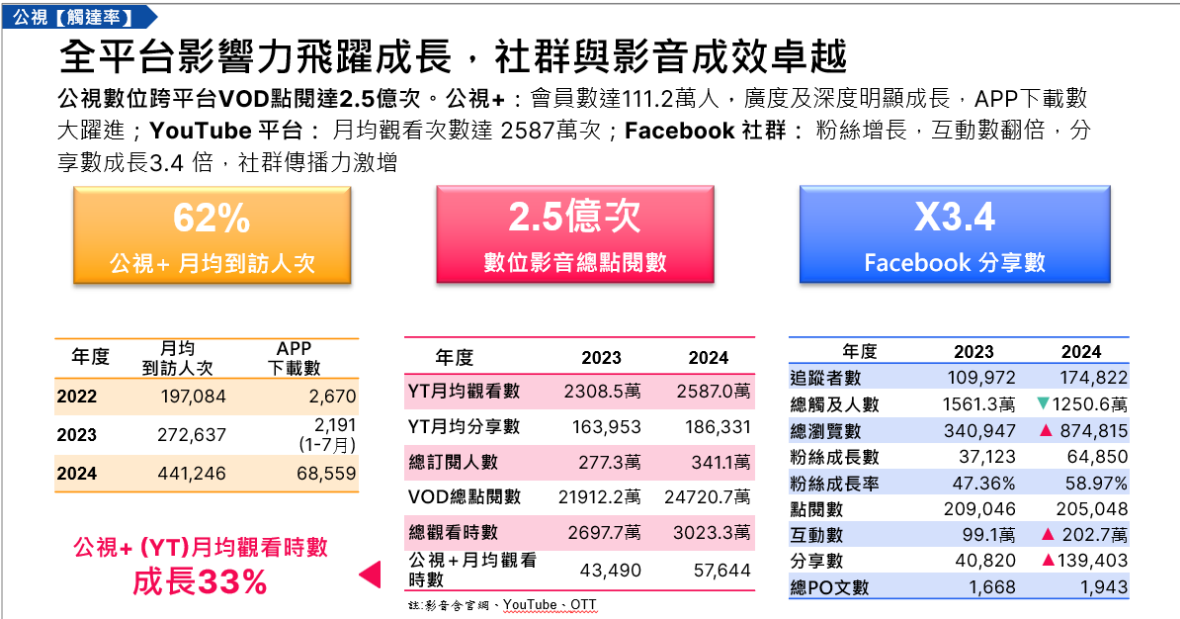 公視【觸達率】
全平台影響力飛躍成長，社群與影音成效卓越
公視數位跨平台VOD點閱達2.5億次。公視+：會員數達111.2萬人，廣度及深度明顯成長，APP下載數
大躍進；YouTube 平台： 月均觀看次數達 2587萬次；Facebook 社群： 粉絲增長，互動數翻倍，分
享數成長3.4 倍，社群傳播力激增
62%
公視+ 月均到訪人次
2.5億次
數位影音總點閱數
X3.4
Facebook 分享數
年度 月均到訪人次 APP下載數
2022 197,084 2,670
2023 272,637 2,191 (1-7月)
2024 441,246 68,559
公視+ (YT)月均觀看時數
成長33%
年度 2023 2024
YT月均觀看數 2308.5萬 2587.0萬
YT月均分享數 163,953 186,331
總訂閱人數 277.3萬 341.1萬
VOD總點閱數 21912.2萬 24720.7萬
總觀看時數 2697.7萬 3023.3萬
公視+月均觀看時數 43,490 57,644
註:影音含官網、YouTube、OTT
年度 2023 2024
追蹤者數 109,972 174,822
總觸及人數 1561.3萬 ▼1250.6萬
總瀏覽數 340,947 ▲ 874,815
粉絲成長數 37,123 64,850
粉絲成長率 47.36% 58.97%
點閱數 209,046 205,048
互動數 99.1萬 ▲ 202.7萬
分享數 40,820 ▲139,403
總PO文數 1,668 1,943